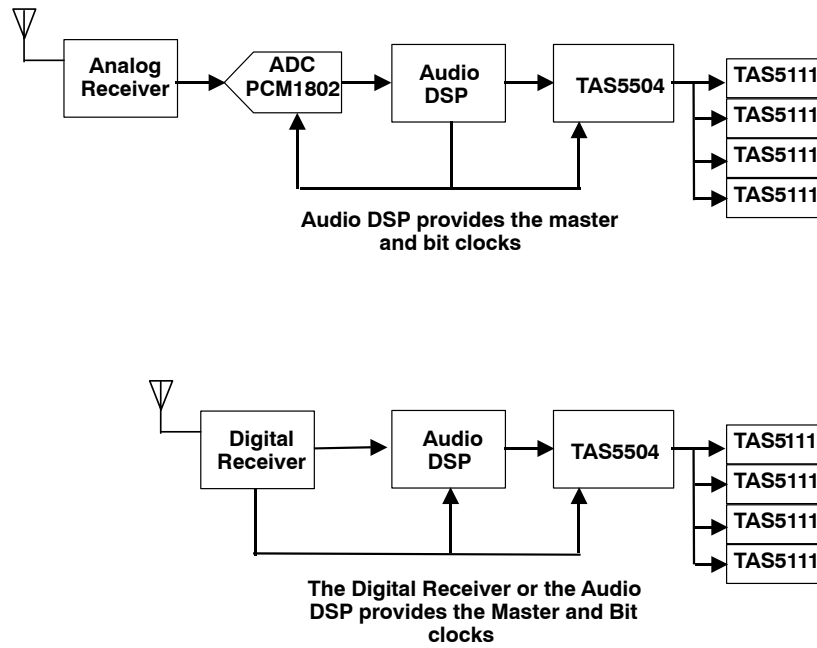 Analog
Receiver
ADC
PCM1802
Audio
DSP
TAS5504
TAS5111
TAS5111
TAS5111
TAS5111
Audio DSP provides the master
and bit clocks
Digital
Receiver
Audio
DSP
TAS5504
TAS5111
TAS5111
TAS5111
TAS5111
The Digital Receiver or the Audio
DSP provides the Master and Bit
clocks